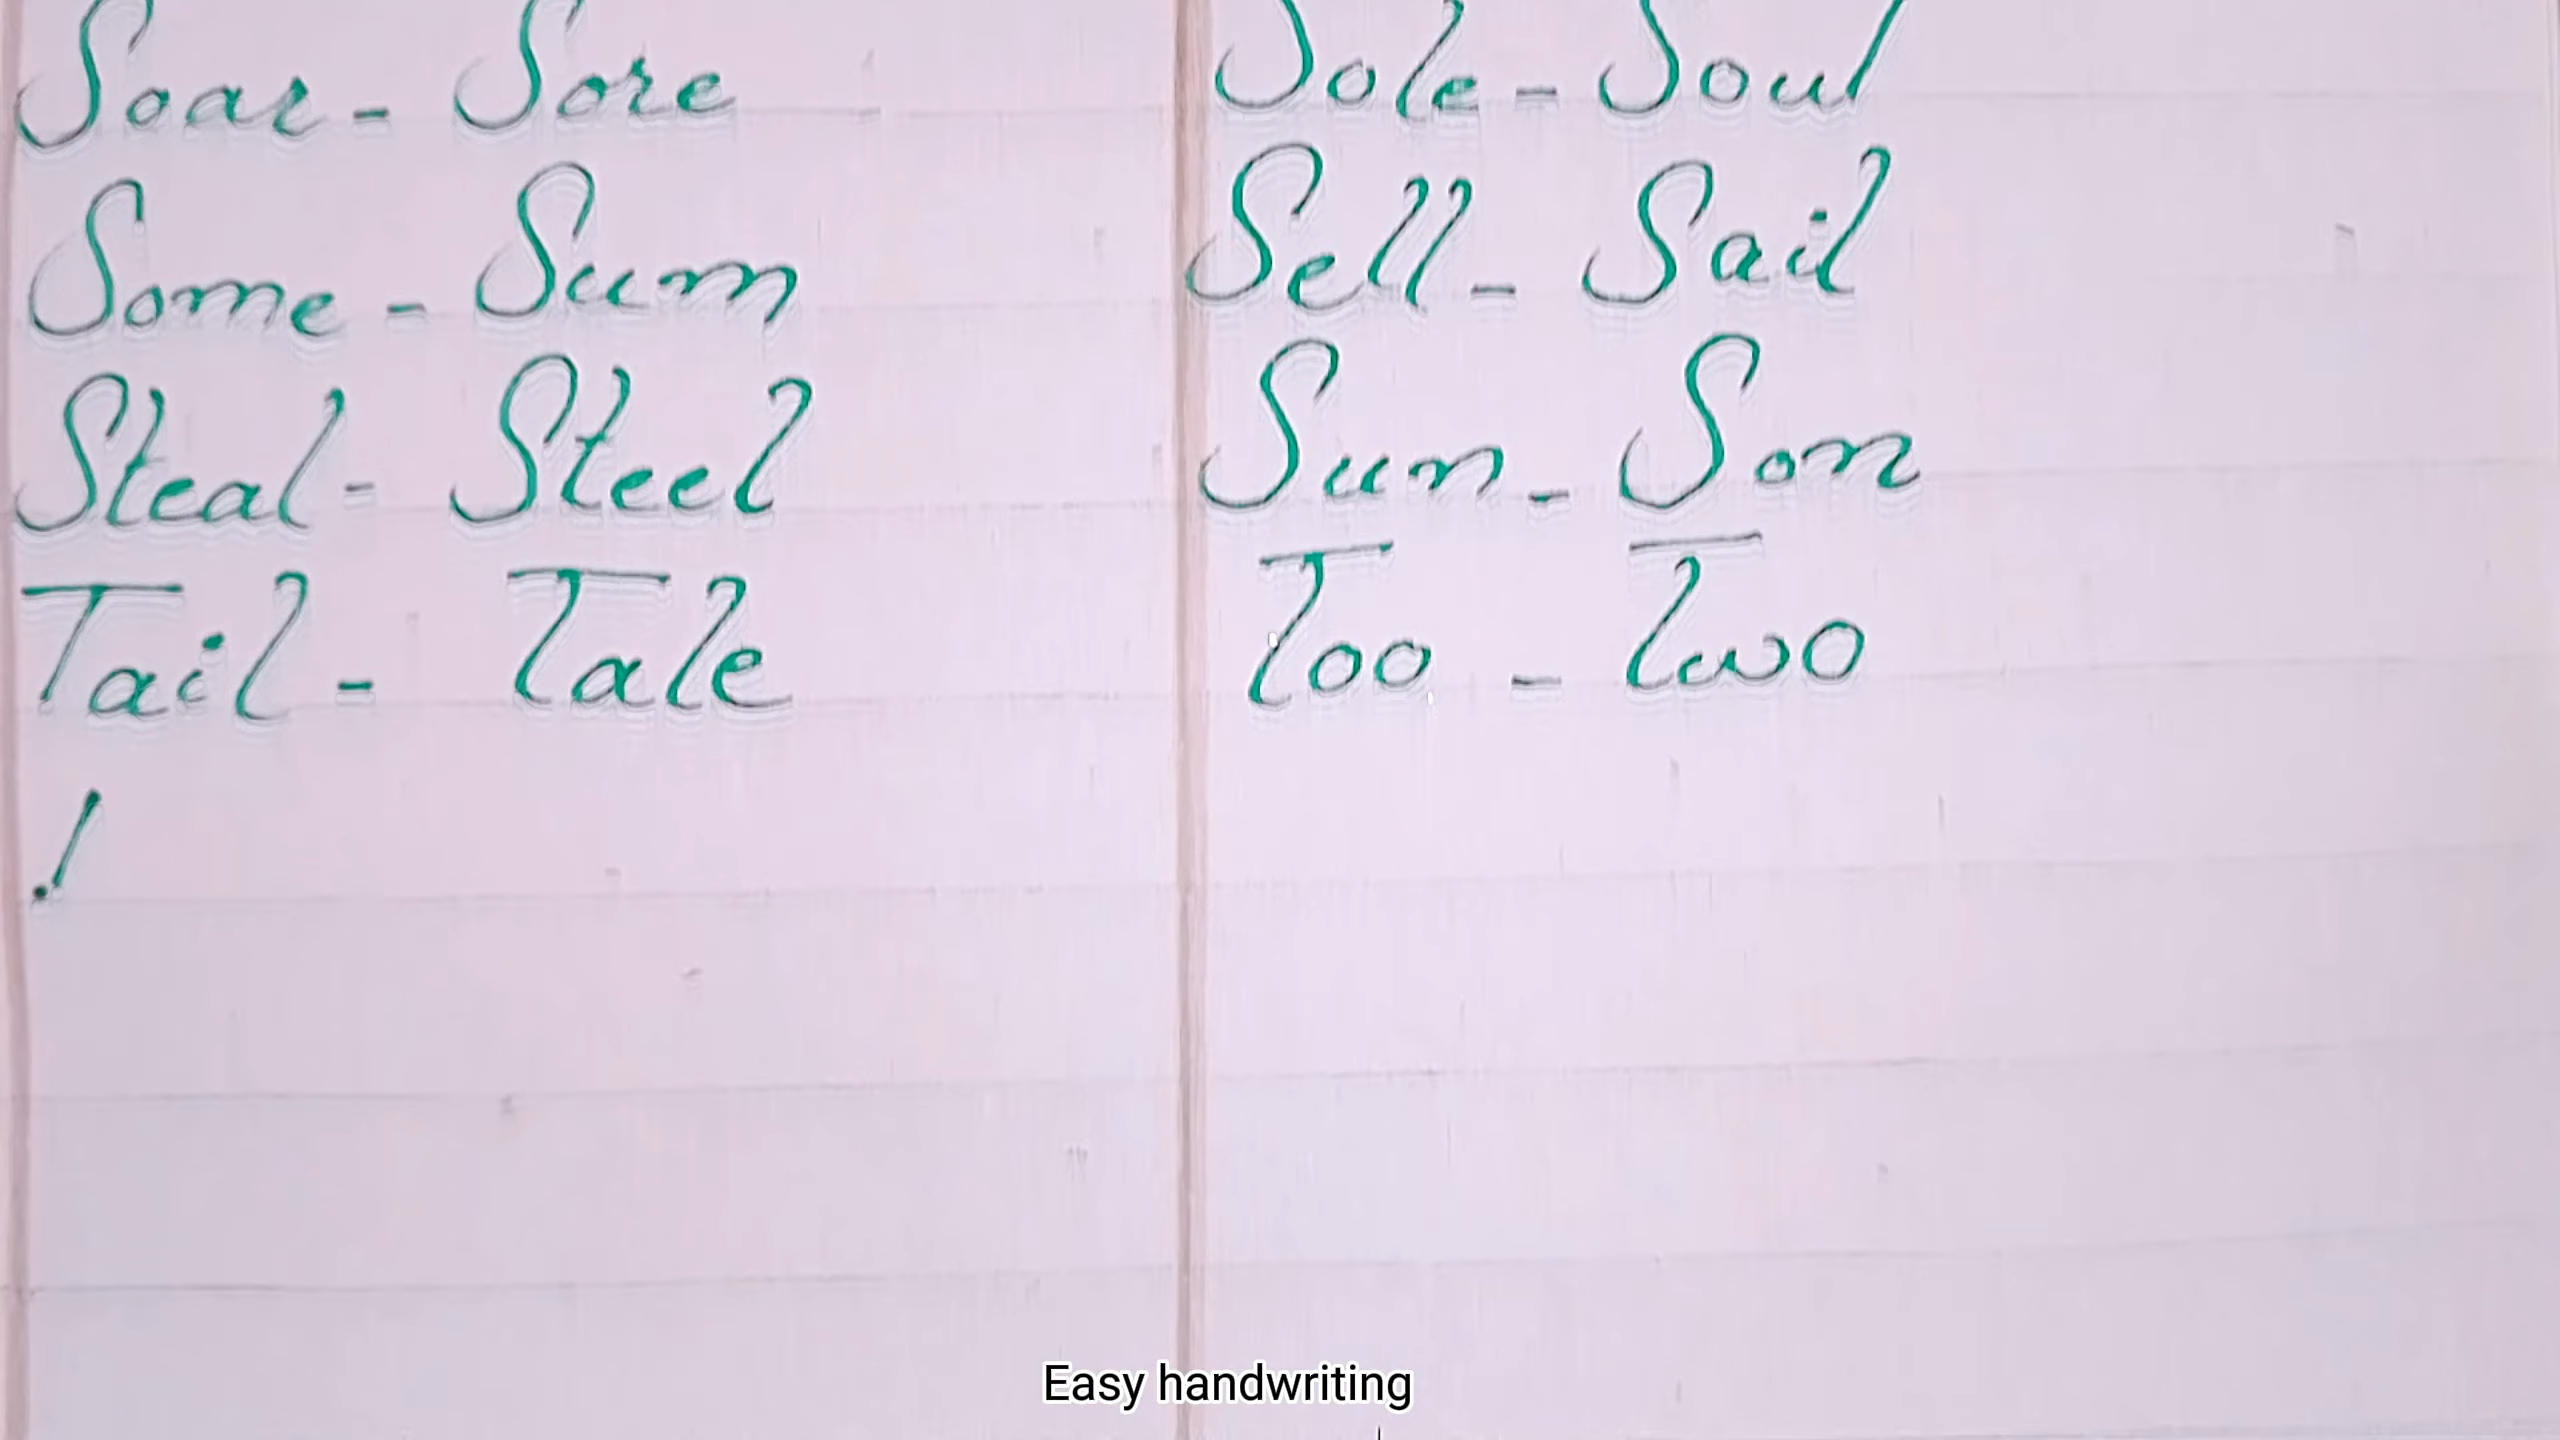 Soar - Sore
Some - Sum
Steal - Steel
Tail - Tale
Sole - Soul
Sell - Sail
Sun - Son
Too - Two
Easy handwriting